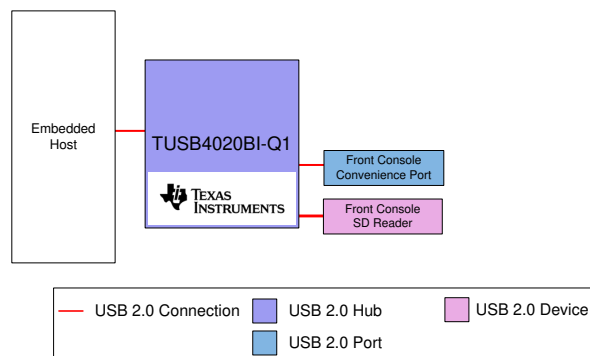 Embedded
Host
TUSB4020BI-Q1
TEXAS
INSTRUMENTS
Front Console
Convenience Port
Front Console
SD Reader
USB 2.0 Connection
USB 2.0 Hub
USB 2.0 Device
USB 2.0 Port